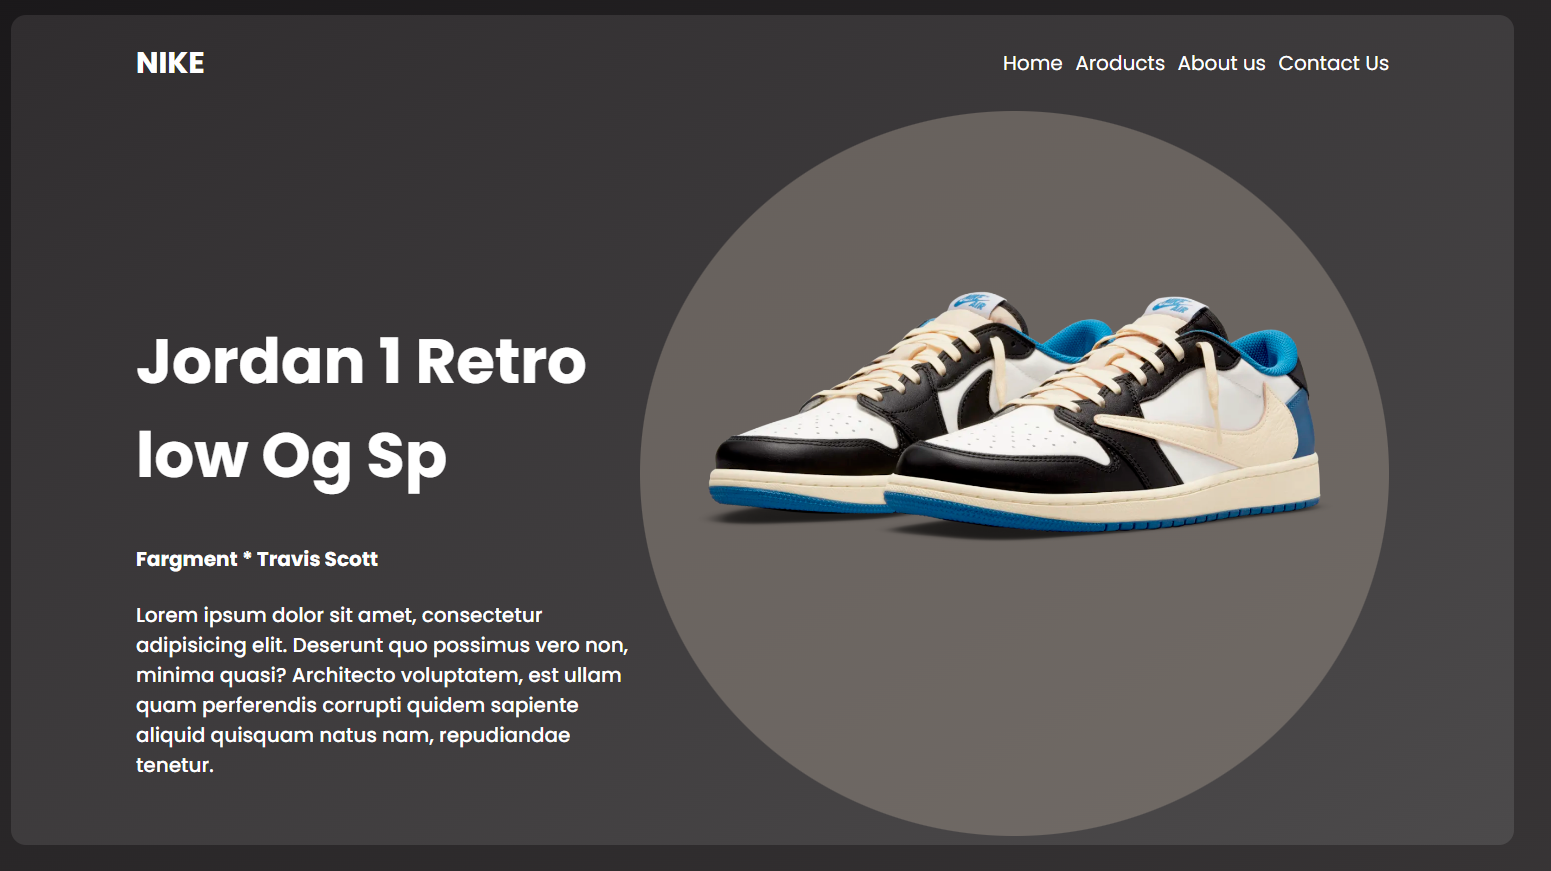 NIKE
Home Aroducts About us Contact Us
Jordan 1 Retro
low Og Sp
Fargment * Travis Scott
Lorem ipsum dolor sit amet, consectetur
adipisicing elit. Deserunt quo possimus vero non,
minima quasi? Architecto voluptatem, est ullam
quam perferendis corrupti quidem sapiente
aliquid quisquam natus nam, repudiandae
tenetur.